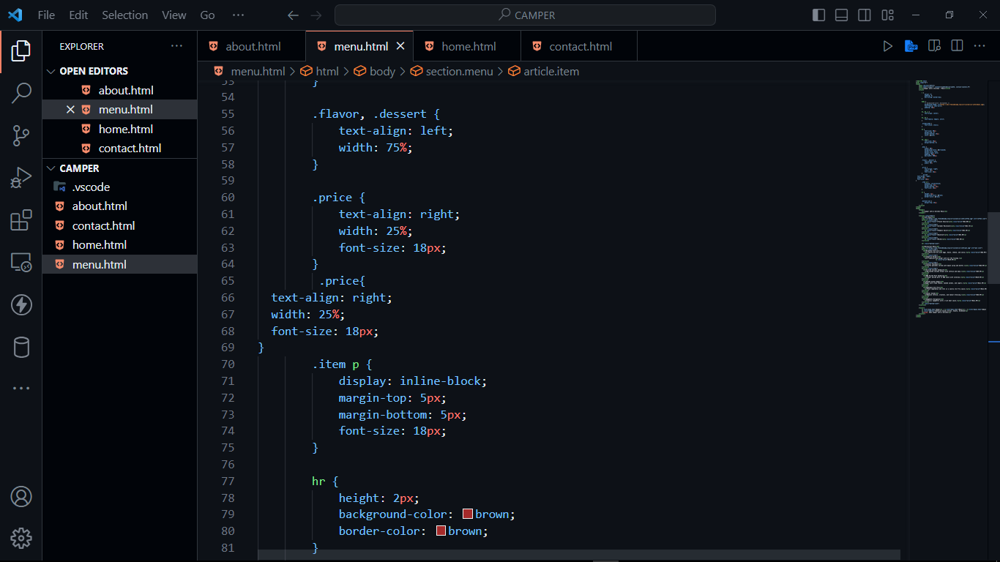 File Edit Selection View Go ··· CAMPER
EXPLORER ···
about.html menu.html home.html contact.html
OPEN EDITORS
about.html
menu.html
home.html
contact.html
CAMPER
.vscode
about.html
contact.html
home.html
menu.html
menu.html > html > body > section.menu > article.item
53 }
54
55 .flavor, .dessert {
56 text-align: left;
57 width: 75%;
58 }
59
60 .price {
61 text-align: right;
62 width: 25%;
63 font-size: 18px;
64 }
65 .price{
66 text-align: right;
67 width: 25%;
68 font-size: 18px;
69 }
70 .item p {
71 display: inline-block;
72 margin-top: 5px;
73 margin-bottom: 5px;
74 font-size: 18px;
75 }
76
77 hr {
78 height: 2px;
79 background-color: brown;
80 border-color: brown;
81 }